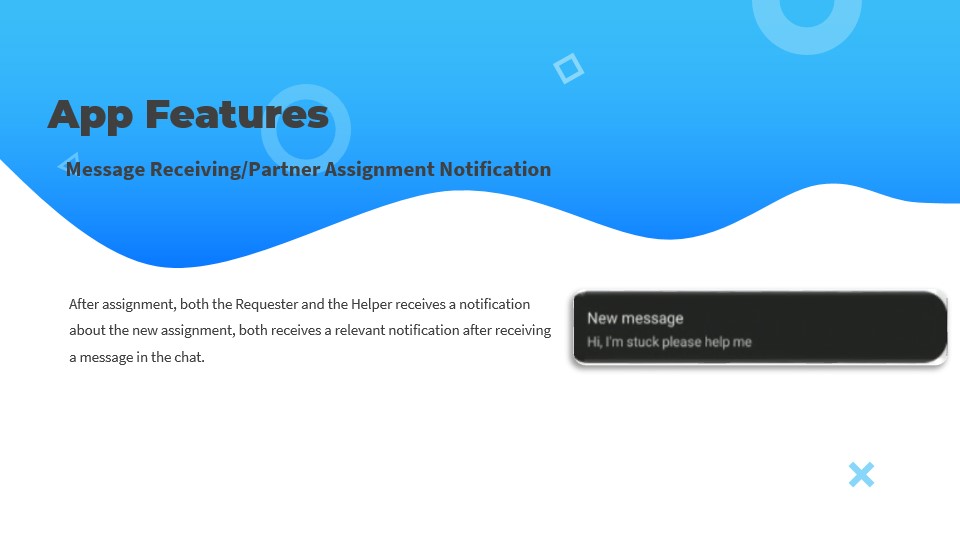 App Features
Message Receiving/Partner Assignment Notification
After assignment, both the Requester and the Helper receives a notification
about the new assignment, both receives a relevant notification after receiving
a message in the chat.
New message
Hi, I'm stuck please help me